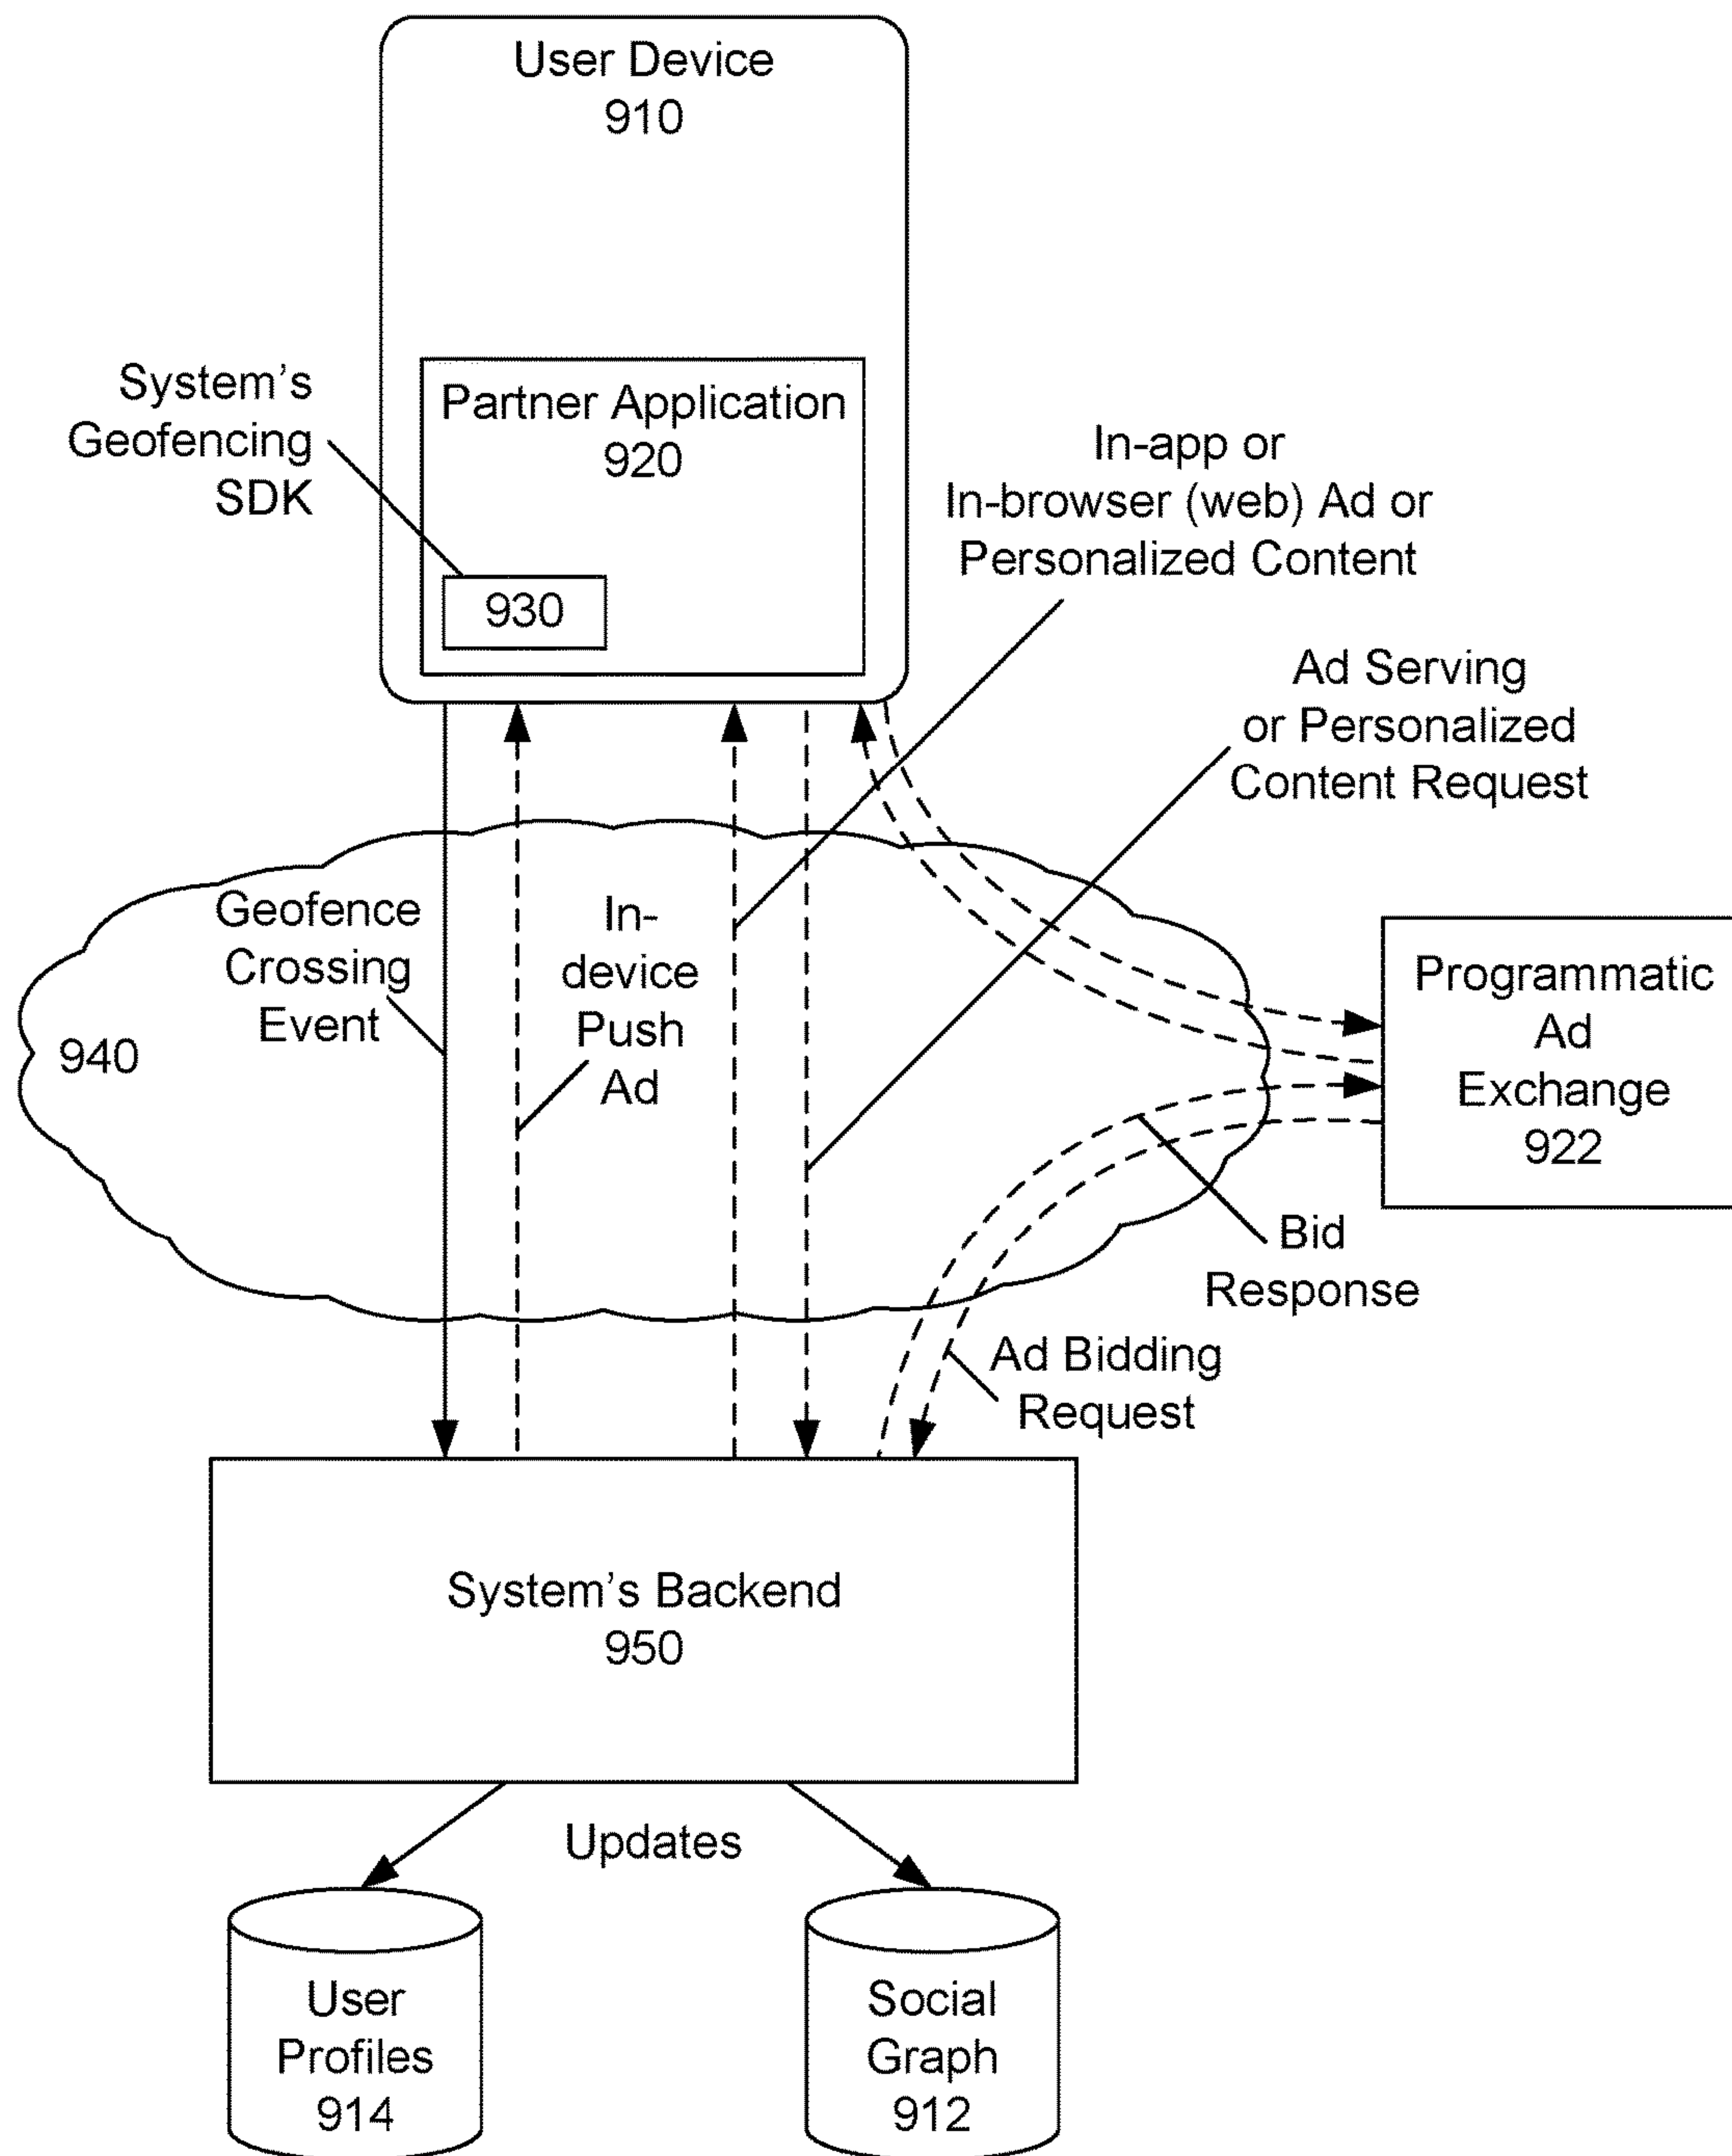 User Device
910
System's
Geofencing
SDK
Partner Application
920
930
In-app or
In-browser (web) Ad or
Personalized Content
Ad Serving
or Personalized
Content Request
Geofence
Crossing
Event
In-
device
Push
Ad
940
Programmatic
Ad
Exchange
922
Bid
Response
Ad Bidding
Request
System's Backend
950
Updates
User
Profiles
914
Social
Graph
912